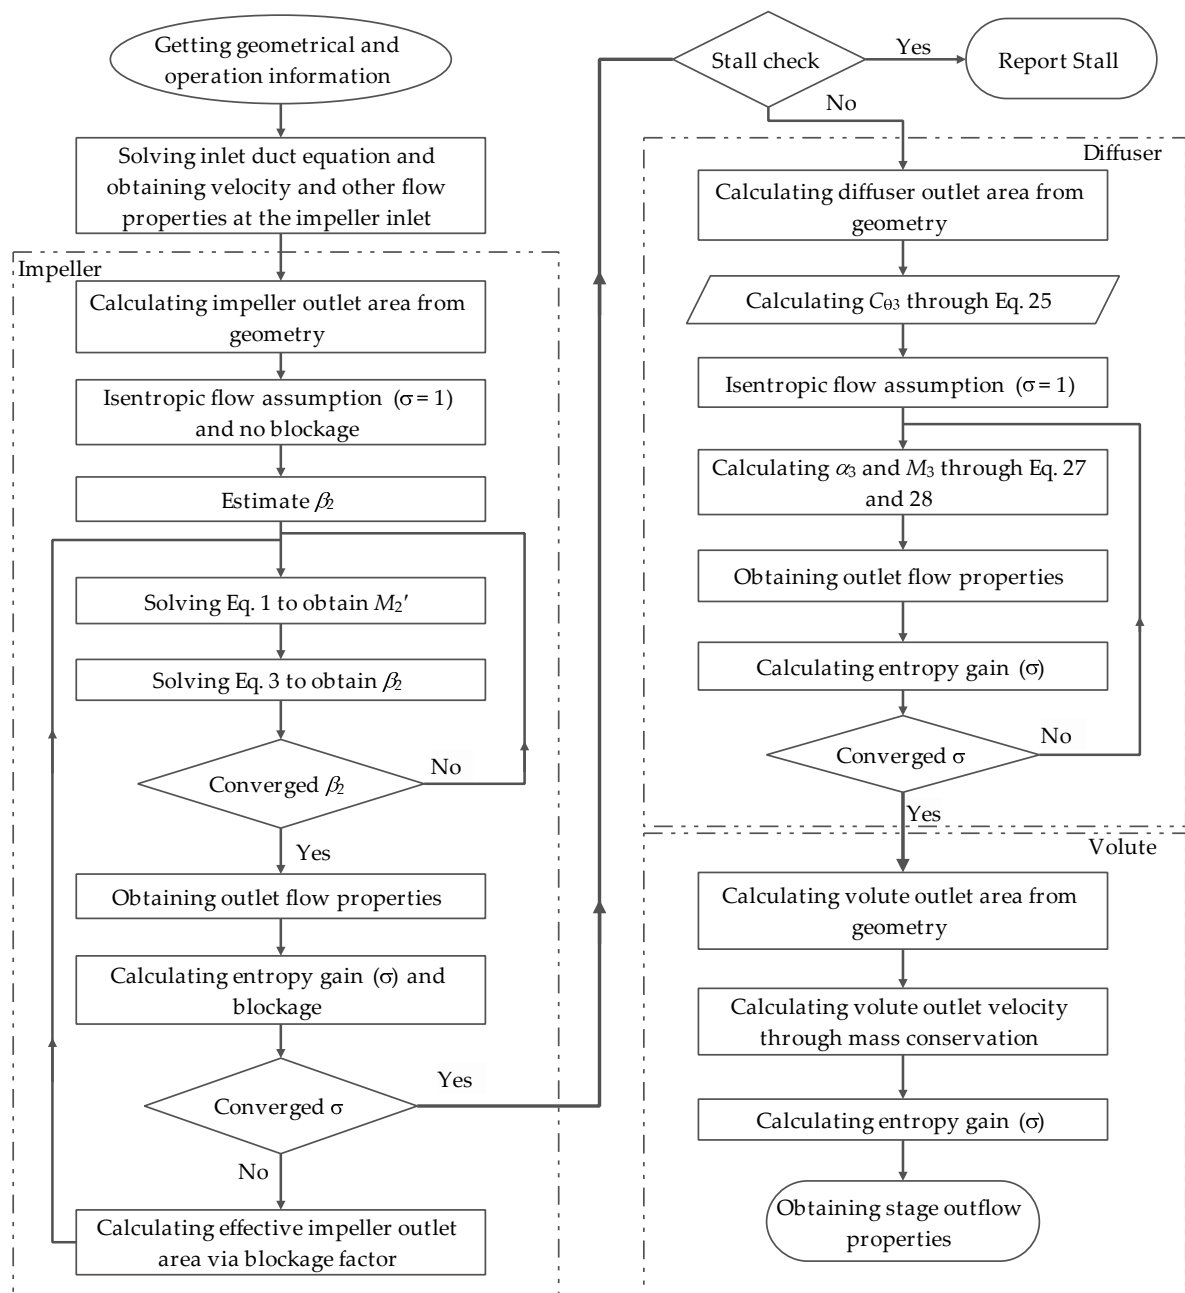 Getting geometrical and
operation information
Solving inlet duct equation and
obtaining velocity and other flow
properties at the impeller inlet
Impeller
Calculating impeller outlet area from
geometry
Isentropic flow assumption (σ = 1)
and no blockage
Estimate β₂
Solving Eq. 1 to obtain M₂′
Solving Eq. 3 to obtain β₂
Converged β₂
No
Yes
Obtaining outlet flow properties
Calculating entropy gain (σ) and
blockage
Converged σ
Yes
No
Calculating effective impeller outlet
area via blockage factor
Stall check
Yes
Report Stall
No
Diffuser
Calculating diffuser outlet area from
geometry
Calculating Cθ₃ through Eq. 25
Isentropic flow assumption (σ = 1)
Calculating α₃ and M₃ through Eq. 27
and 28
Obtaining outlet flow properties
Calculating entropy gain (σ)
Converged σ
No
Yes
Volute
Calculating volute outlet area from
geometry
Calculating volute outlet velocity
through mass conservation
Calculating entropy gain (σ)
Obtaining stage outflow
properties